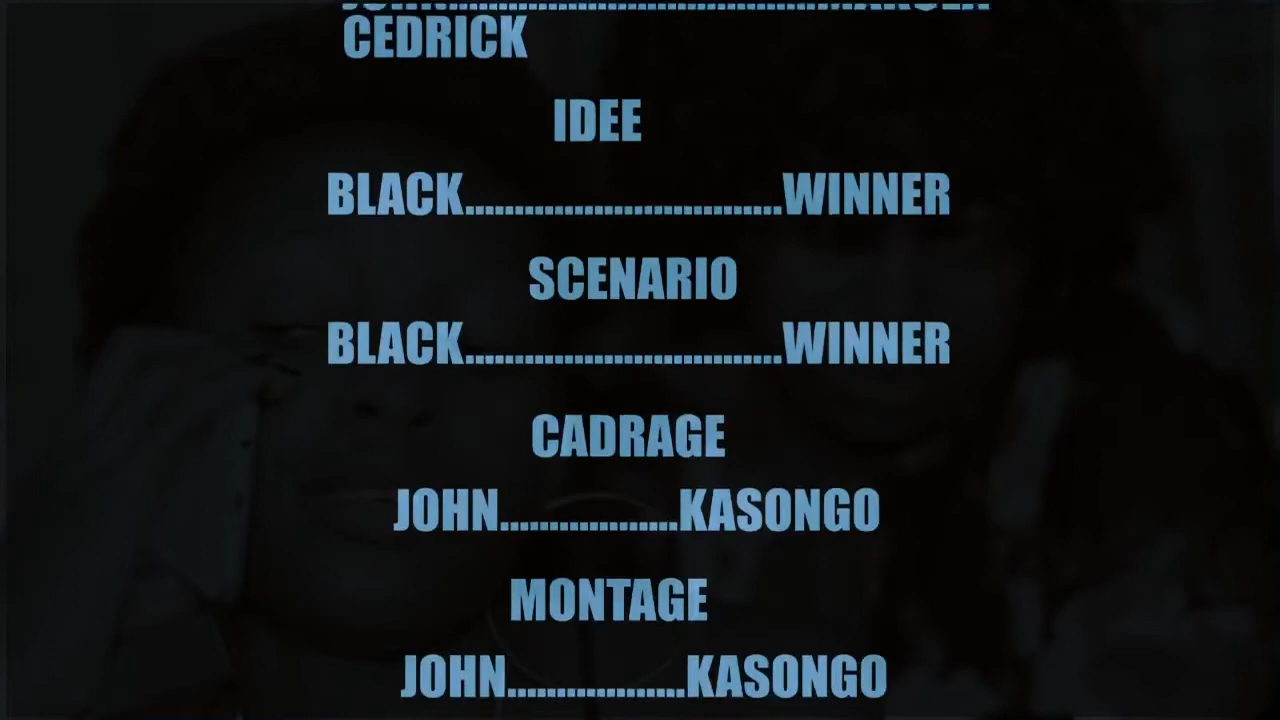 CEDRICK
IDEE
BLACK................................WINNER
SCENARIO
BLACK................................WINNER
CADRAGE
JOHN..................KASONGO
MONTAGE
JOHN..................KASONGO